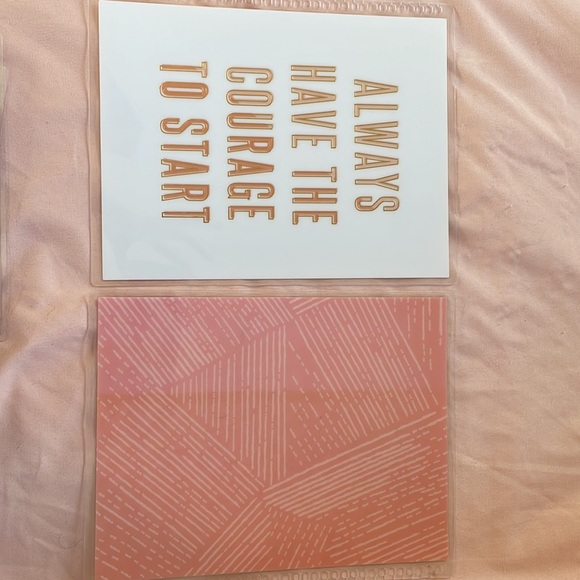 ALWAYS
HAVE THE
COURAGE
TO START